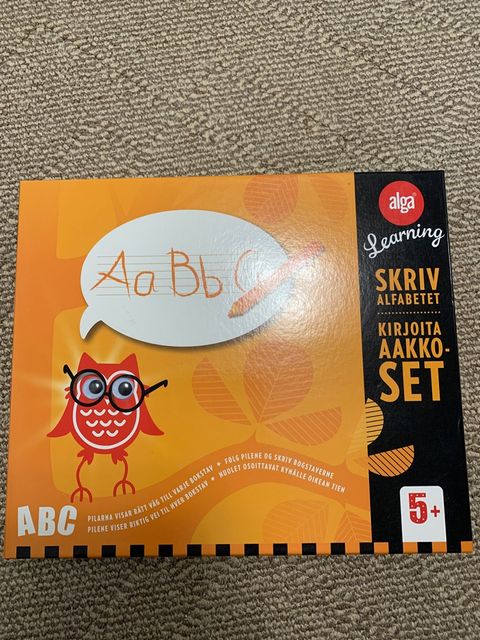 alga
Learning
SKRIV
ALFABETET
KIRJOITA
AAKKO-
SET
Aa Bb C
ABC
PILARNA VISAR RÄTT VÄG TILL VARJE BOKSTAV • FØLG PILENE OG SKRIV BOGSTAVERNE
PILENE VISER RIKTIG VEI TIL HVER BOKSTAV • NUOLET OSOITTAVAT KYNÄLLE OIKEAN TIEN
5+